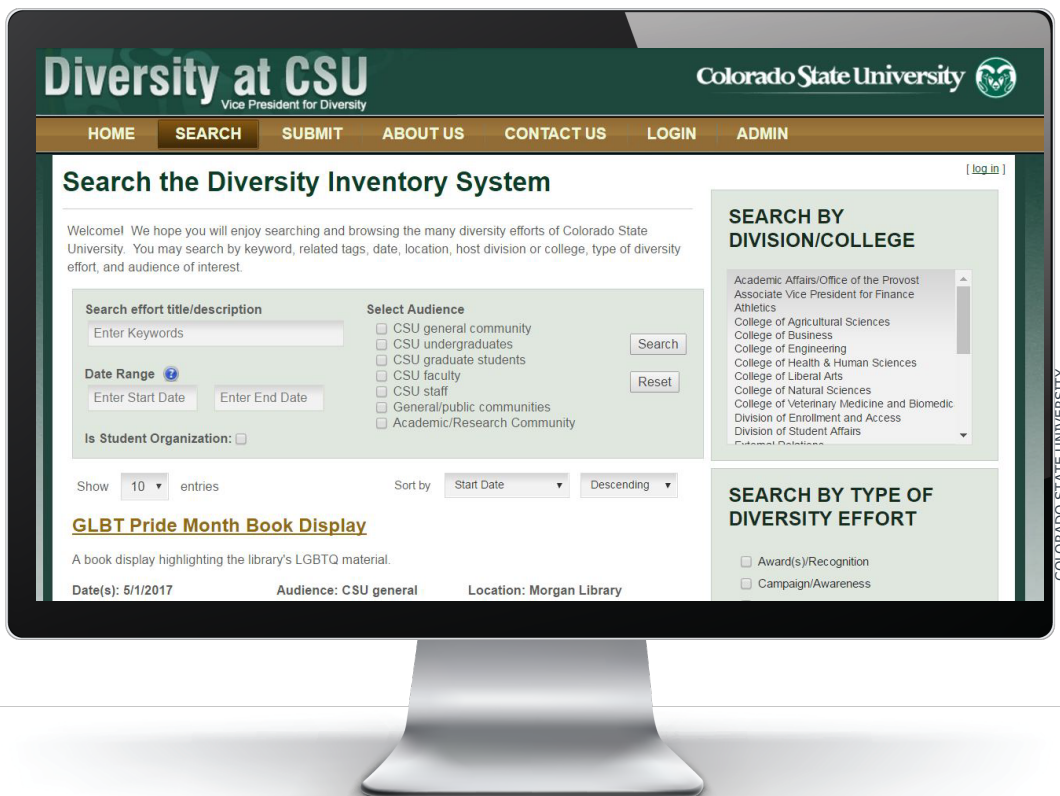 Diversity at CSU
Vice President for Diversity
Colorado State University
HOME SEARCH SUBMIT ABOUT US CONTACT US LOGIN ADMIN
[ log in ]
Search the Diversity Inventory System
Welcome! We hope you will enjoy searching and browsing the many diversity efforts of Colorado State
University. You may search by keyword, related tags, date, location, host division or college, type of diversity
effort, and audience of interest.
Search effort title/description
Enter Keywords
Date Range ?
Enter Start Date Enter End Date
Is Student Organization:
Select Audience
CSU general community
CSU undergraduates
CSU graduate students
CSU faculty
CSU staff
General/public communities
Academic/Research Community
Search
Reset
Show 10 entries
Sort by Start Date Descending
GLBT Pride Month Book Display
A book display highlighting the library's LGBTQ material.
Date(s): 5/1/2017 Audience: CSU general Location: Morgan Library
SEARCH BY
DIVISION/COLLEGE
Academic Affairs/Office of the Provost
Associate Vice President for Finance
Athletics
College of Agricultural Sciences
College of Business
College of Engineering
College of Health & Human Sciences
College of Liberal Arts
College of Natural Sciences
College of Veterinary Medicine and Biomedic
Division of Enrollment and Access
Division of Student Affairs
External Relations
SEARCH BY TYPE OF
DIVERSITY EFFORT
Award(s)/Recognition
Campaign/Awareness
COLORADO STATE UNIVERSITY